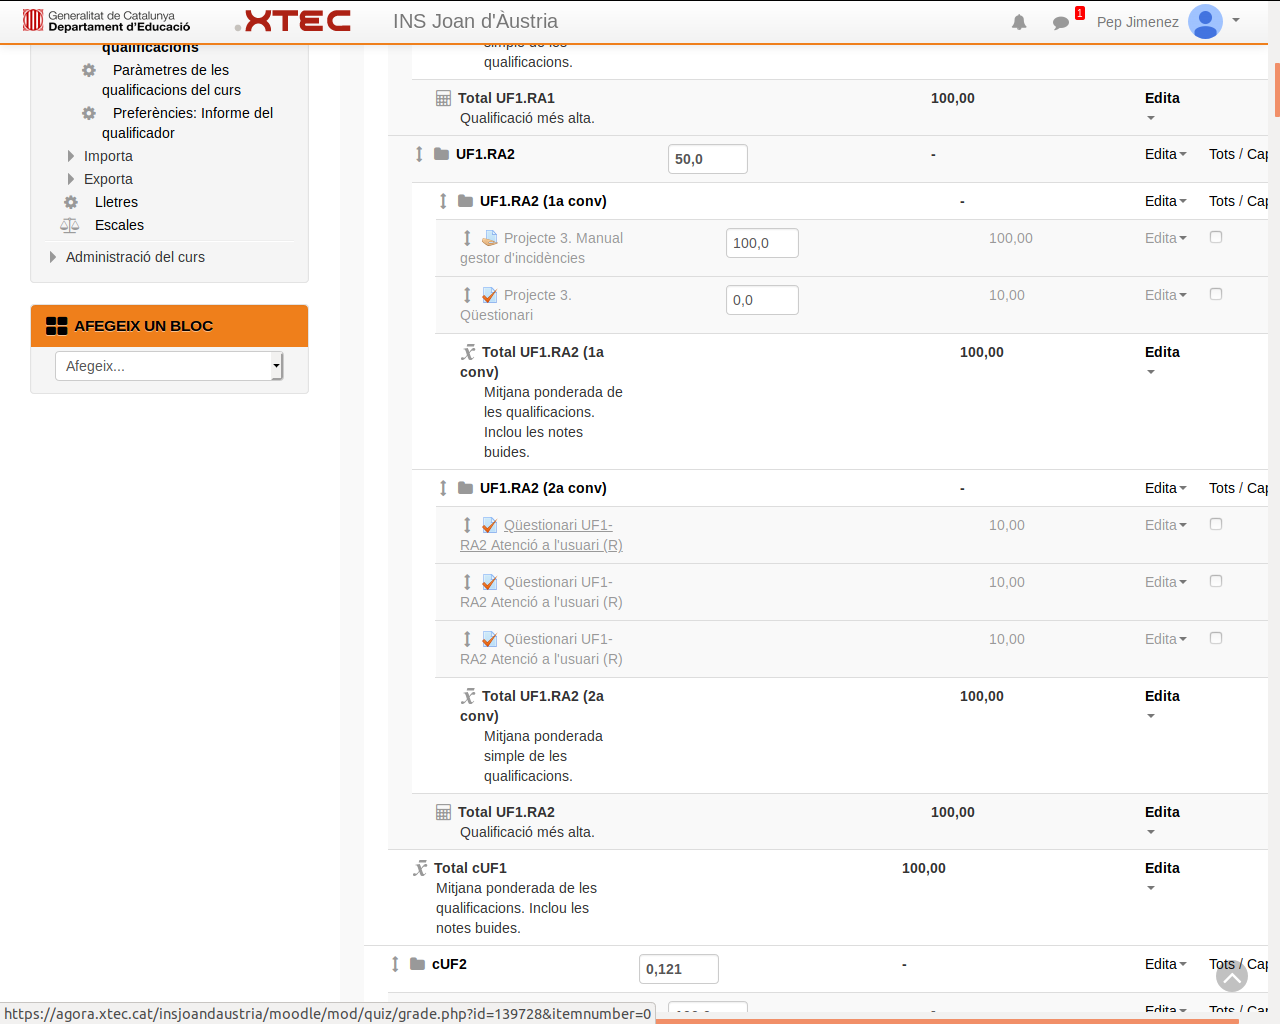 Generalitat de Catalunya
Departament d'Educació
XTEC
INS Joan d'Àustria
1
Pep Jimenez
qualificacions
Paràmetres de les
qualificacions del curs
Preferències: Informe del
qualificador
Importa
Exporta
Lletres
Escales
Administració del curs
AFEGEIX UN BLOC
Afegeix...
simple de les
qualificacions.
Total UF1.RA1 100,00 Edita
Qualificació més alta.
UF1.RA2 50,0 - Edita Tots / Cap
UF1.RA2 (1a conv) - Edita Tots / Cap
Projecte 3. Manual 100,0 100,00 Edita
gestor d'incidències
Projecte 3. 0,0 10,00 Edita
Qüestionari
Total UF1.RA2 (1a 100,00 Edita
conv)
Mitjana ponderada de
les qualificacions.
Inclou les notes
buides.
UF1.RA2 (2a conv) - Edita Tots / Cap
Qüestionari UF1- 10,00 Edita
RA2 Atenció a l'usuari (R)
Qüestionari UF1- 10,00 Edita
RA2 Atenció a l'usuari (R)
Qüestionari UF1- 10,00 Edita
RA2 Atenció a l'usuari (R)
Total UF1.RA2 (2a 100,00 Edita
conv)
Mitjana ponderada
simple de les
qualificacions.
Total UF1.RA2 100,00 Edita
Qualificació més alta.
Total cUF1 100,00 Edita
Mitjana ponderada de les
qualificacions. Inclou les
notes buides.
cUF2 0,121 - Edita Tots / Cap
https://agora.xtec.cat/insjoandaustria/moodle/mod/quiz/grade.php?id=139728&itemnumber=0